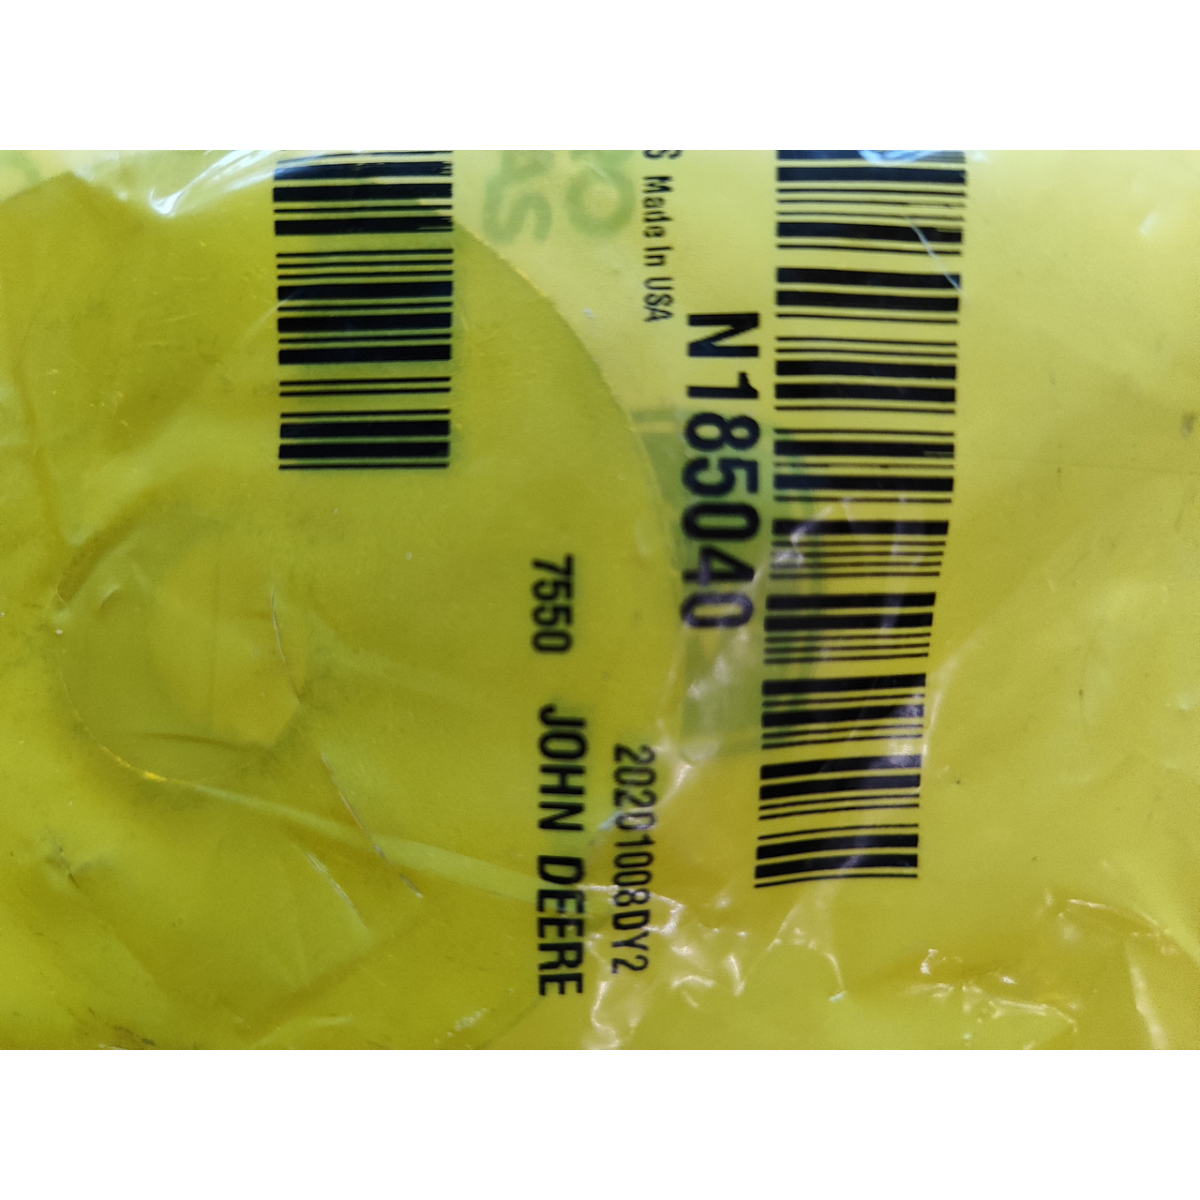 S Made In USA
N185040
20201008DY2
7550 JOHN DEERE